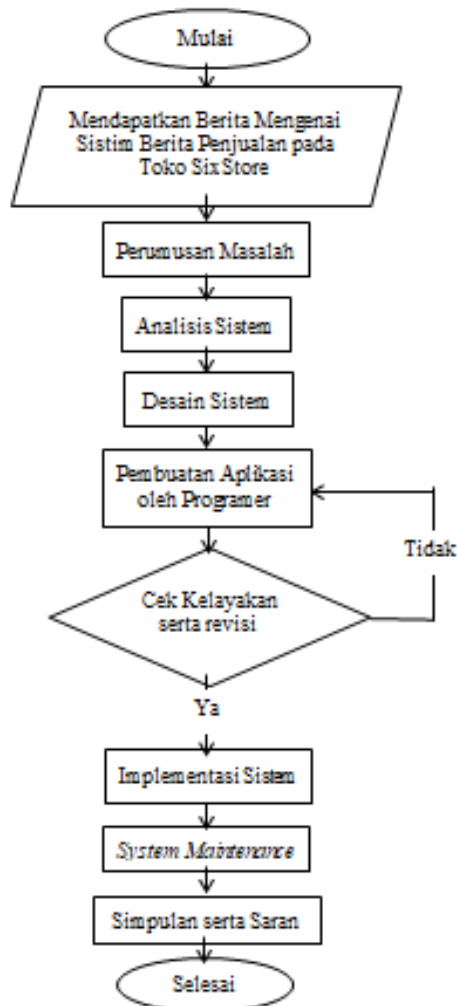 Mulai
Mendapatkan Berita Mengenai
Sistim Berita Penjualan pada
Toko Six Store
Perumusan Masalah
Analisis Sistem
Desain Sistem
Pembuatan Aplikasi
oleh Programer
Tidak
Cek Kelayakan
serta revisi
Ya
Implementasi Sistem
System Maintenance
Simpulan serta Saran
Selesai